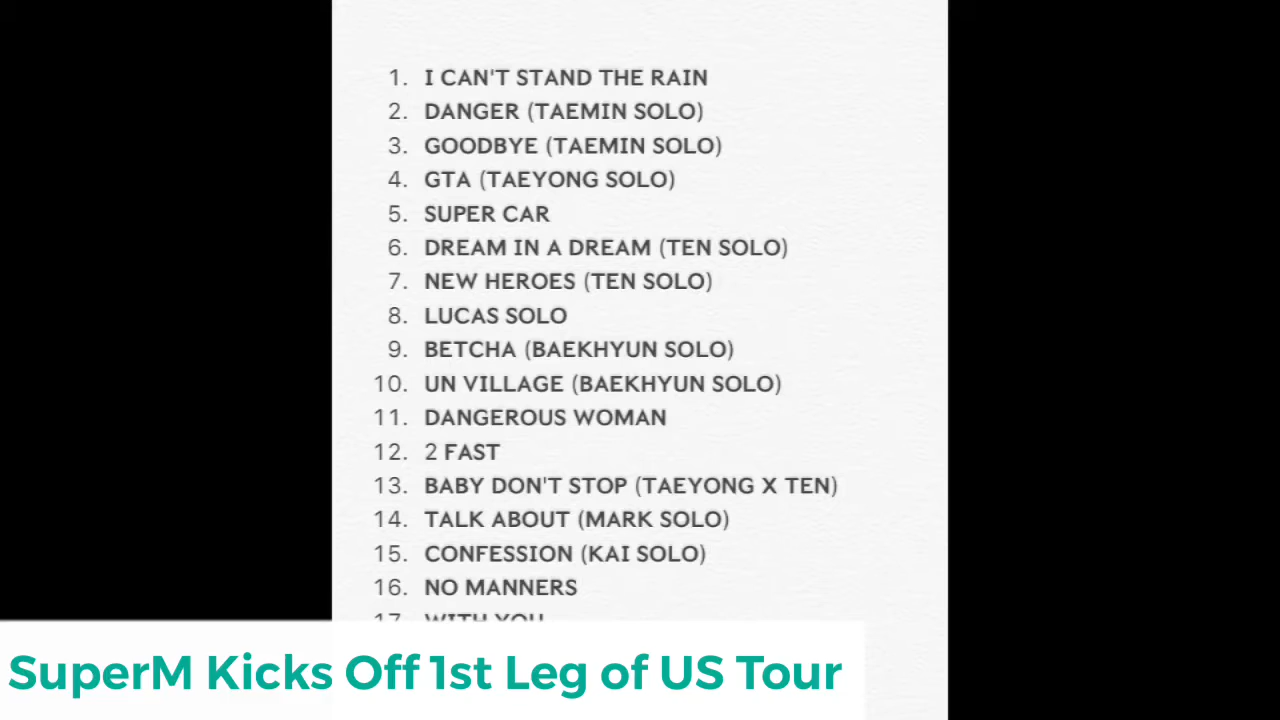 1. I CAN'T STAND THE RAIN
2. DANGER (TAEMIN SOLO)
3. GOODBYE (TAEMIN SOLO)
4. GTA (TAEYONG SOLO)
5. SUPER CAR
6. DREAM IN A DREAM (TEN SOLO)
7. NEW HEROES (TEN SOLO)
8. LUCAS SOLO
9. BETCHA (BAEKHYUN SOLO)
10. UN VILLAGE (BAEKHYUN SOLO)
11. DANGEROUS WOMAN
12. 2 FAST
13. BABY DON'T STOP (TAEYONG X TEN)
14. TALK ABOUT (MARK SOLO)
15. CONFESSION (KAI SOLO)
16. NO MANNERS
17. WITH YOU
SuperM Kicks Off 1st Leg of US Tour